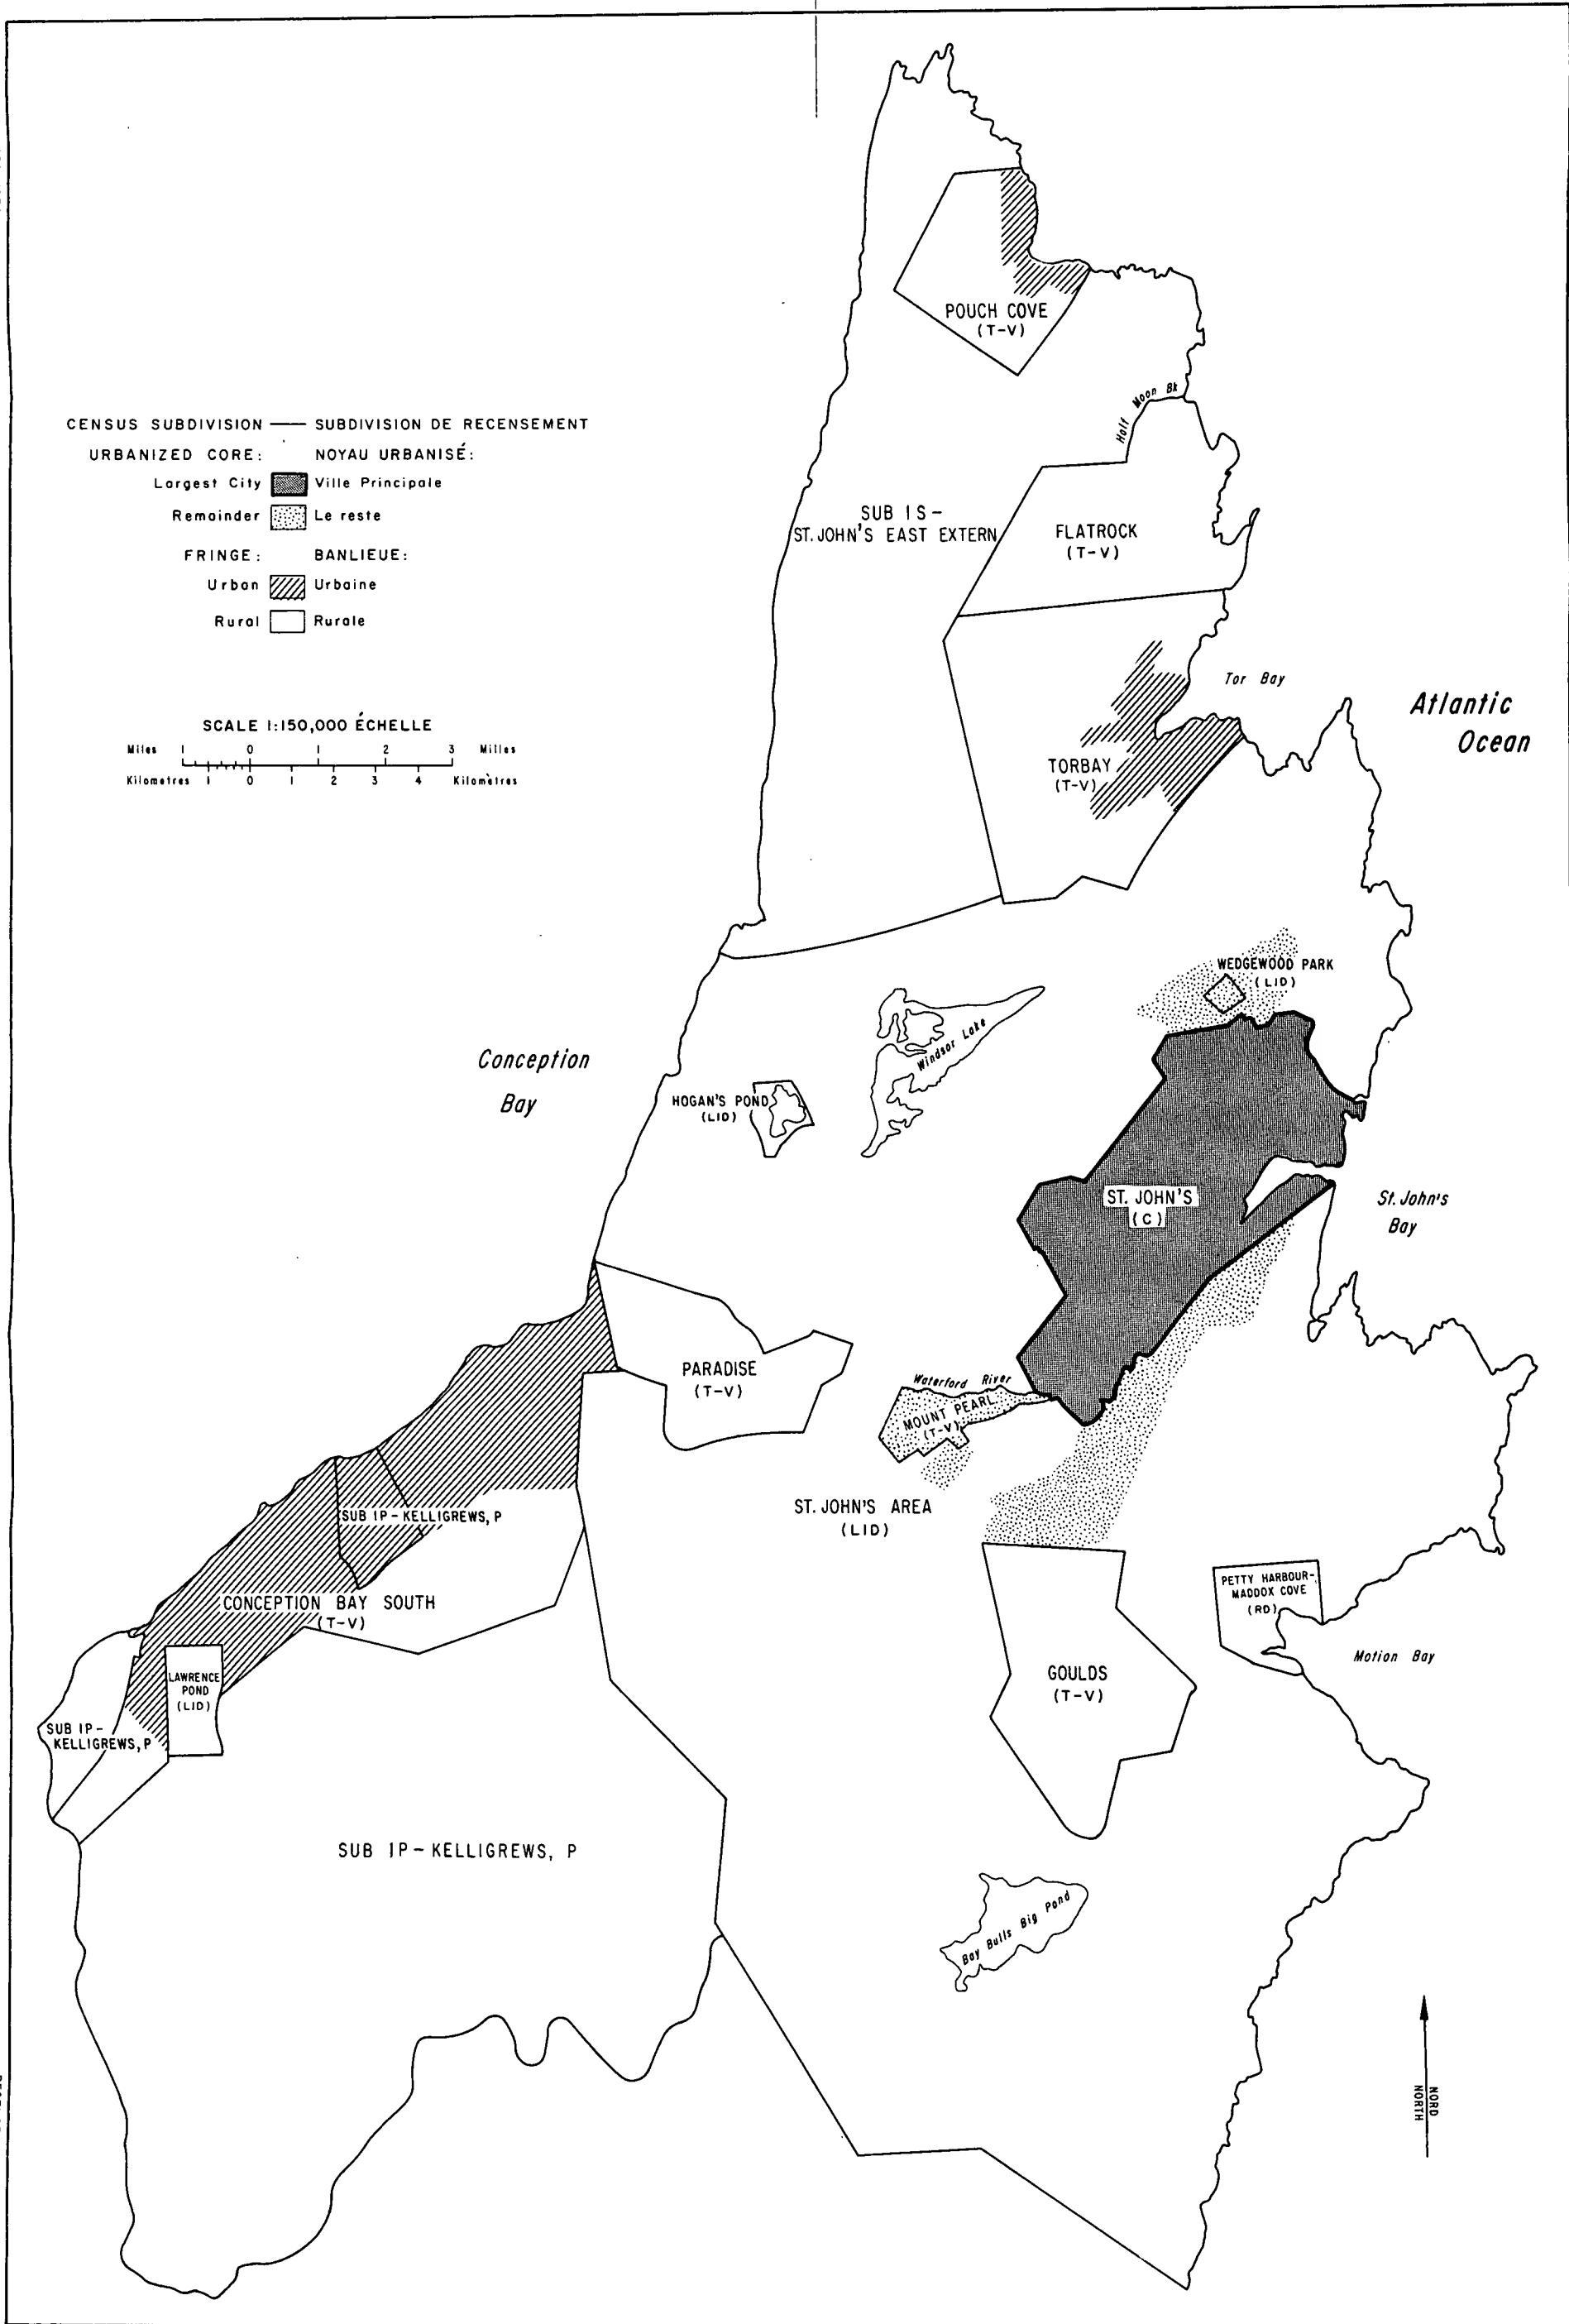 POUCH COVE
(T-V)
Half Moon Bk
CENSUS SUBDIVISION — SUBDIVISION DE RECENSEMENT
URBANIZED CORE: NOYAU URBANISÉ:
Largest City Ville Principale
Remainder Le reste
FRINGE: BANLIEUE:
Urban Urbaine
Rural Rurale
SUB 1S-
ST. JOHN'S EAST EXTERN
FLATROCK
(T-V)
Tor Bay
Atlantic
Ocean
SCALE 1:150,000 ÉCHELLE
Miles 1 0 1 2 3 Milles
Kilometres 1 0 1 2 3 4 Kilomètres
TORBAY
(T-V)
WEDGEWOOD PARK
(LID)
Windsor Lake
Conception
Bay
HOGAN'S POND
(LID)
ST. JOHN'S
(C)
St. John's
Bay
PARADISE
(T-V)
Waterford River
MOUNT PEARL
(T-V)
ST. JOHN'S AREA
(LID)
SUB 1P-KELLIGREWS, P
CONCEPTION BAY SOUTH
(T-V)
PETTY HARBOUR-
MADDOX COVE
(RD)
Motion Bay
LAWRENCE
POND
(LID)
GOULDS
(T-V)
SUB 1P-
KELLIGREWS, P
SUB 1P-KELLIGREWS, P
Bay Bulls Big Pond
NORD
NORTH